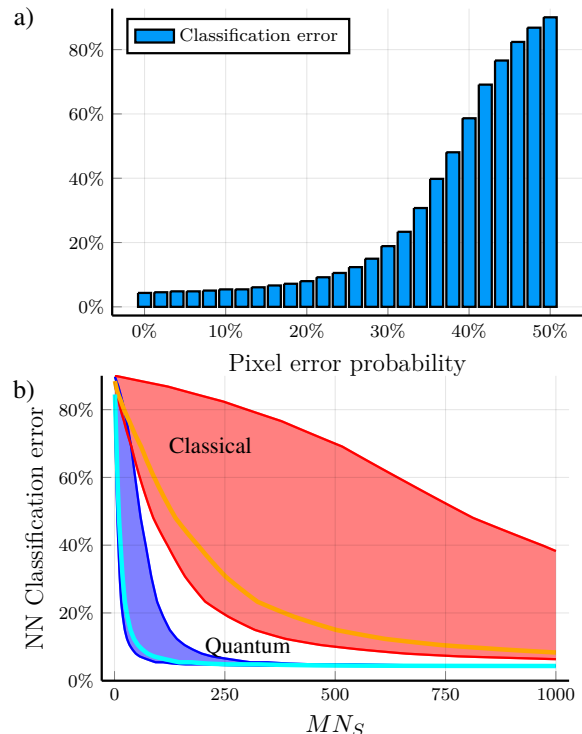 a)
Classification error
80%
60%
40%
20%
0%
0% 10% 20% 30% 40% 50%
Pixel error probability
b)
NN Classification error
80%
60%
40%
20%
0%
Classical
Quantum
0 250 500 750 1000
MN_S